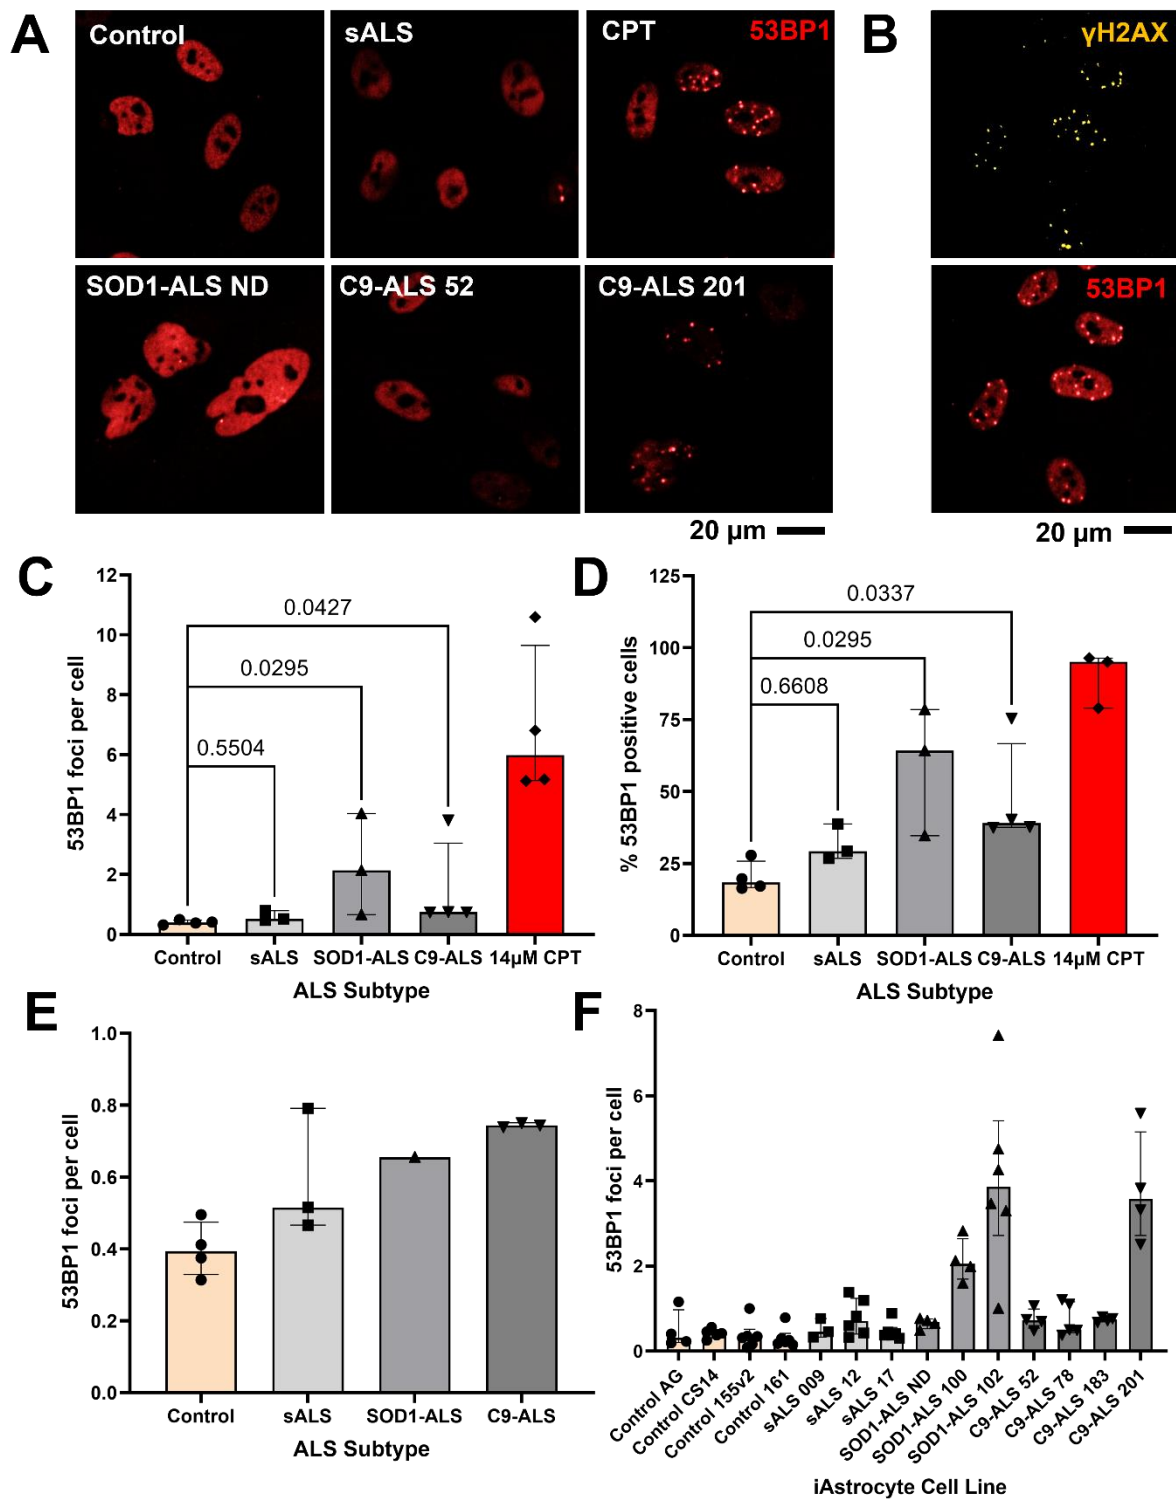 A
Control
sALS
CPT
53BP1
B
γH2AX
SOD1-ALS ND
C9-ALS 52
C9-ALS 201
53BP1
20 µm
20 µm
C
53BP1 foci per cell
12
10
8
6
4
2
0
0.0427
0.0295
0.5504
Control
sALS
SOD1-ALS
C9-ALS
14µM CPT
ALS Subtype
D
% 53BP1 positive cells
125
100
75
50
25
0
0.0337
0.0295
0.6608
Control
sALS
SOD1-ALS
C9-ALS
14µM CPT
ALS Subtype
E
53BP1 foci per cell
1.0
0.8
0.6
0.4
0.2
0.0
Control
sALS
SOD1-ALS
C9-ALS
ALS Subtype
F
53BP1 foci per cell
8
6
4
2
0
Control AG
Control CS14
Control 155v2
Control 161
sALS 009
sALS 12
sALS 17
SOD1-ALS ND
SOD1-ALS 100
SOD1-ALS 102
C9-ALS 52
C9-ALS 78
C9-ALS 183
C9-ALS 201
iAstrocyte Cell Line